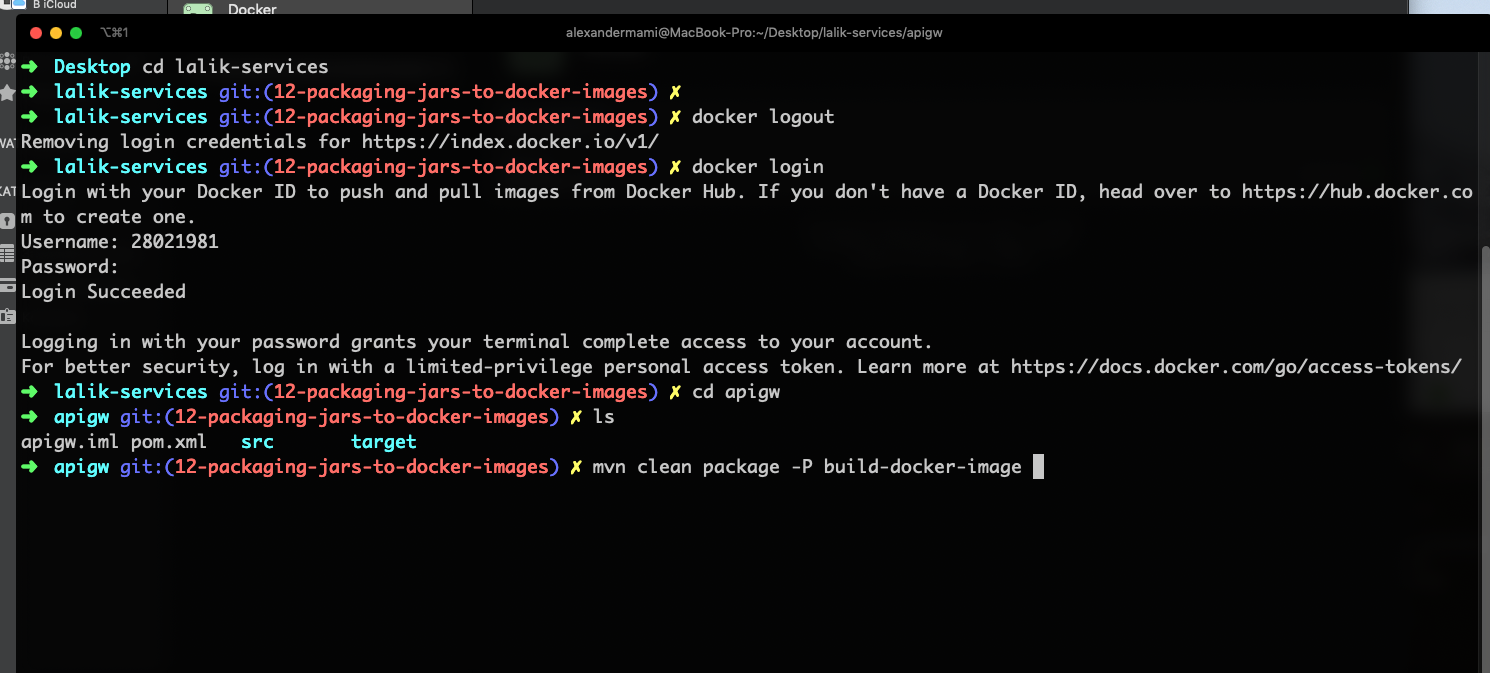 B iCloud
Docker
⌥⌘1
alexandermami@MacBook-Pro:~/Desktop/lalik-services/apigw
➜ Desktop cd lalik-services
➜ lalik-services git:(12-packaging-jars-to-docker-images) ✗
➜ lalik-services git:(12-packaging-jars-to-docker-images) ✗ docker logout
Removing login credentials for https://index.docker.io/v1/
➜ lalik-services git:(12-packaging-jars-to-docker-images) ✗ docker login
Login with your Docker ID to push and pull images from Docker Hub. If you don't have a Docker ID, head over to https://hub.docker.co
m to create one.
Username: 28021981
Password:
Login Succeeded
Logging in with your password grants your terminal complete access to your account.
For better security, log in with a limited-privilege personal access token. Learn more at https://docs.docker.com/go/access-tokens/
➜ lalik-services git:(12-packaging-jars-to-docker-images) ✗ cd apigw
➜ apigw git:(12-packaging-jars-to-docker-images) ✗ ls
apigw.iml pom.xml src target
➜ apigw git:(12-packaging-jars-to-docker-images) ✗ mvn clean package -P build-docker-image